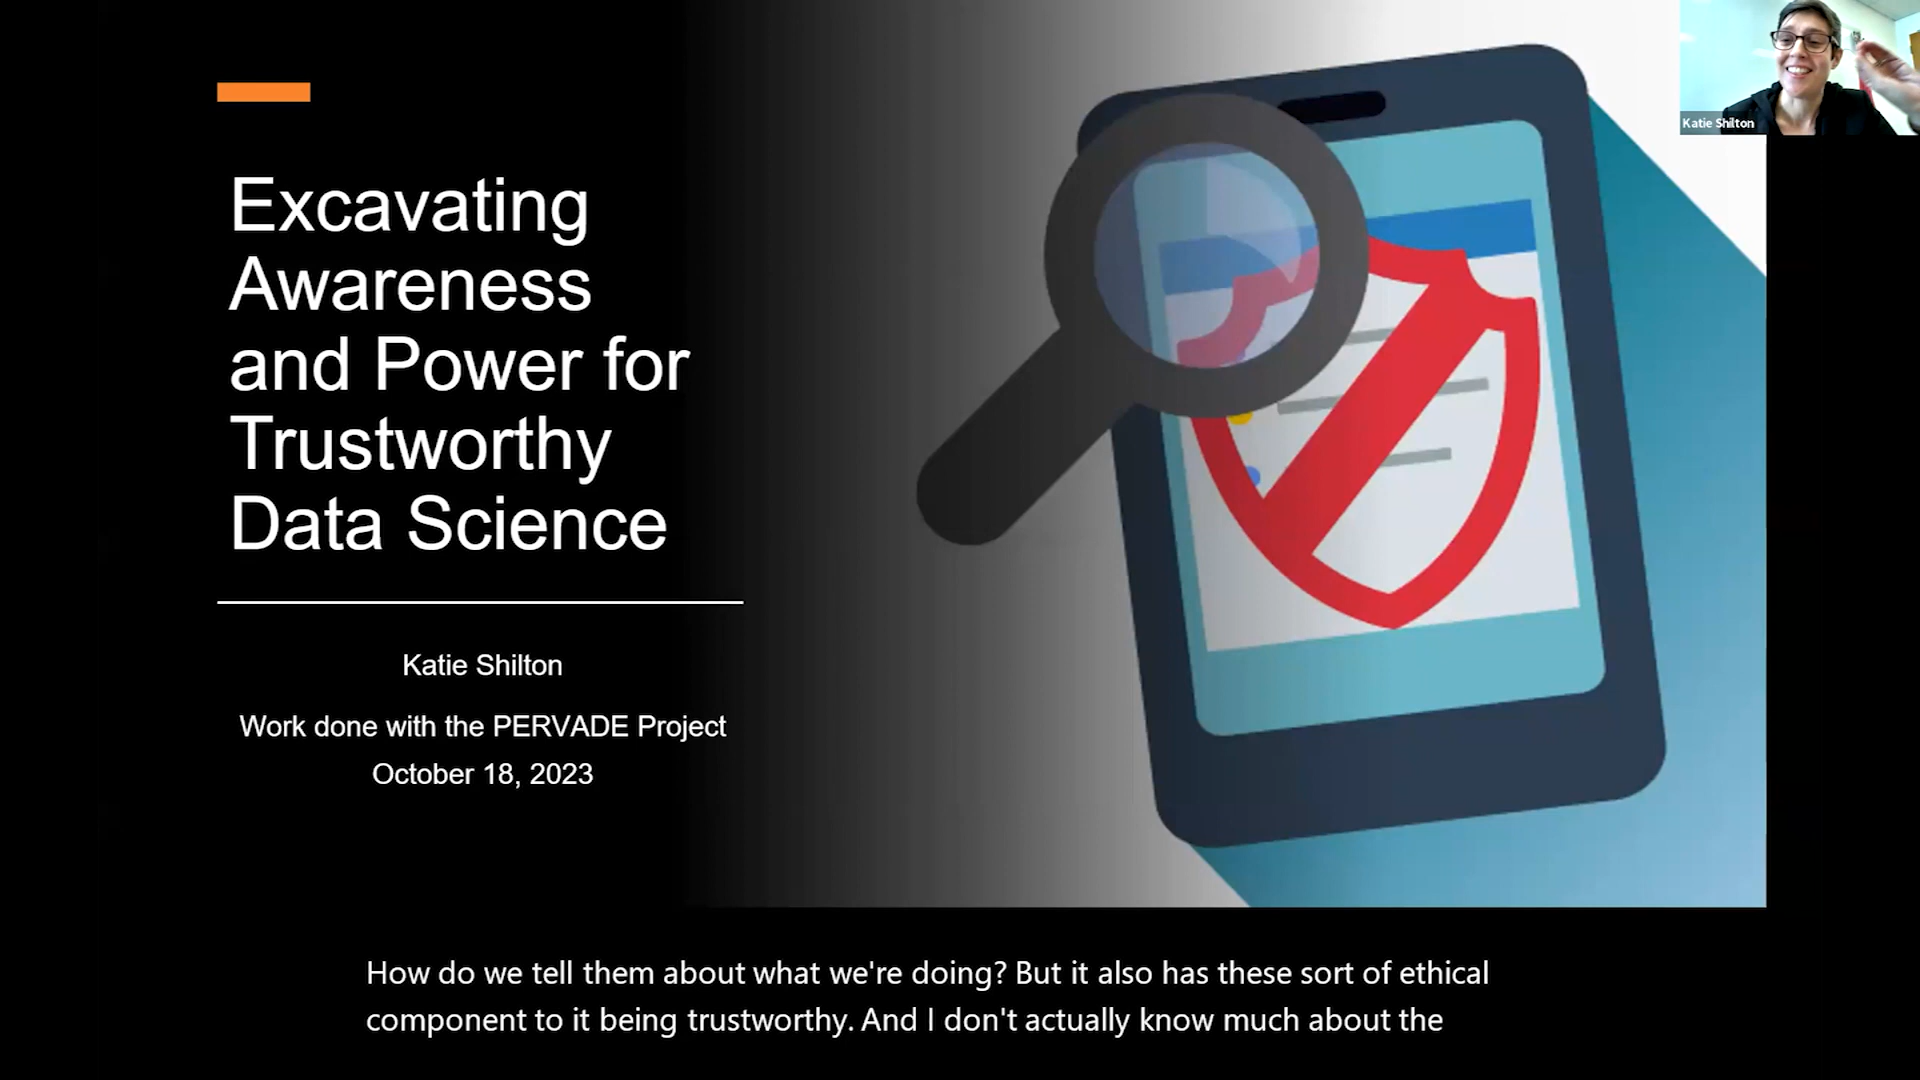 Excavating
Awareness
and Power for
Trustworthy
Data Science
Katie Shilton
Work done with the PERVADE Project
October 18, 2023
Katie Shilton
How do we tell them about what we're doing? But it also has these sort of ethical
component to it being trustworthy. And I don't actually know much about the